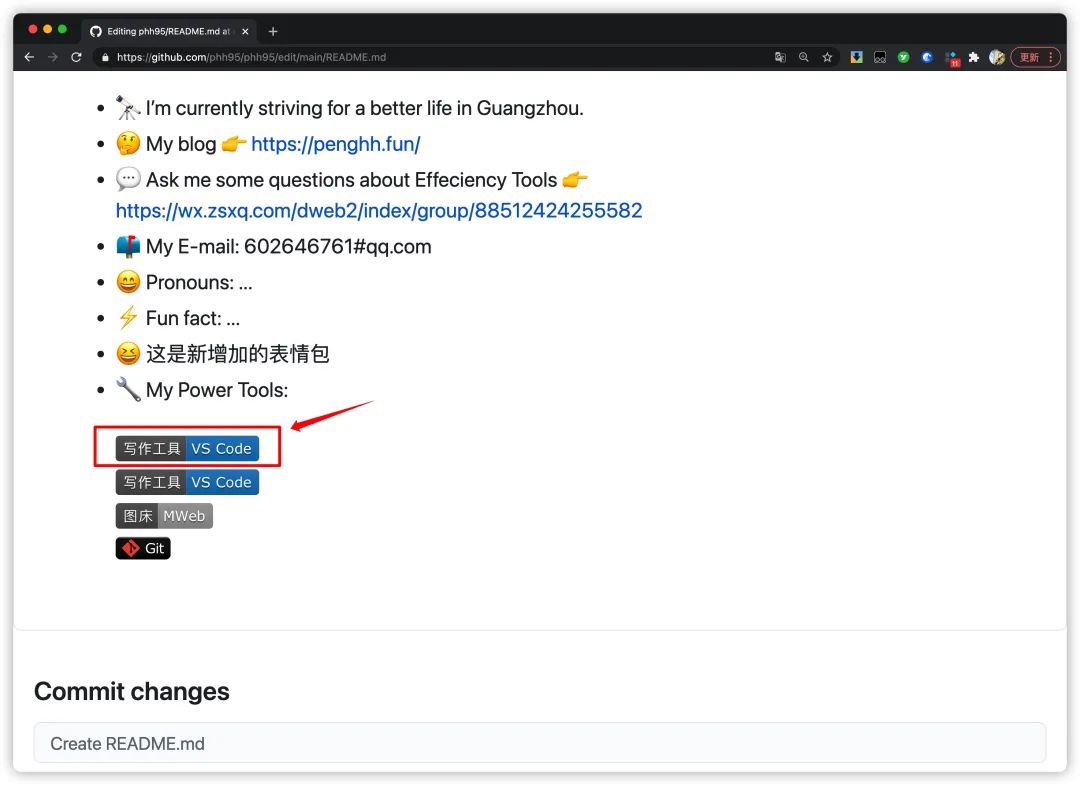 Editing phh95/README.md at
https://github.com/phh95/phh95/edit/main/README.md
11
更新
I'm currently striving for a better life in Guangzhou.
My blog 👉 https://penghh.fun/
Ask me some questions about Effeciency Tools 👉
https://wx.zsxq.com/dweb2/index/group/88512424255582
My E-mail: 602646761#qq.com
Pronouns: ...
Fun fact: ...
这是新增加的表情包
My Power Tools:
写作工具 VS Code
写作工具 VS Code
图床 MWeb
Git
Commit changes
Create README.md